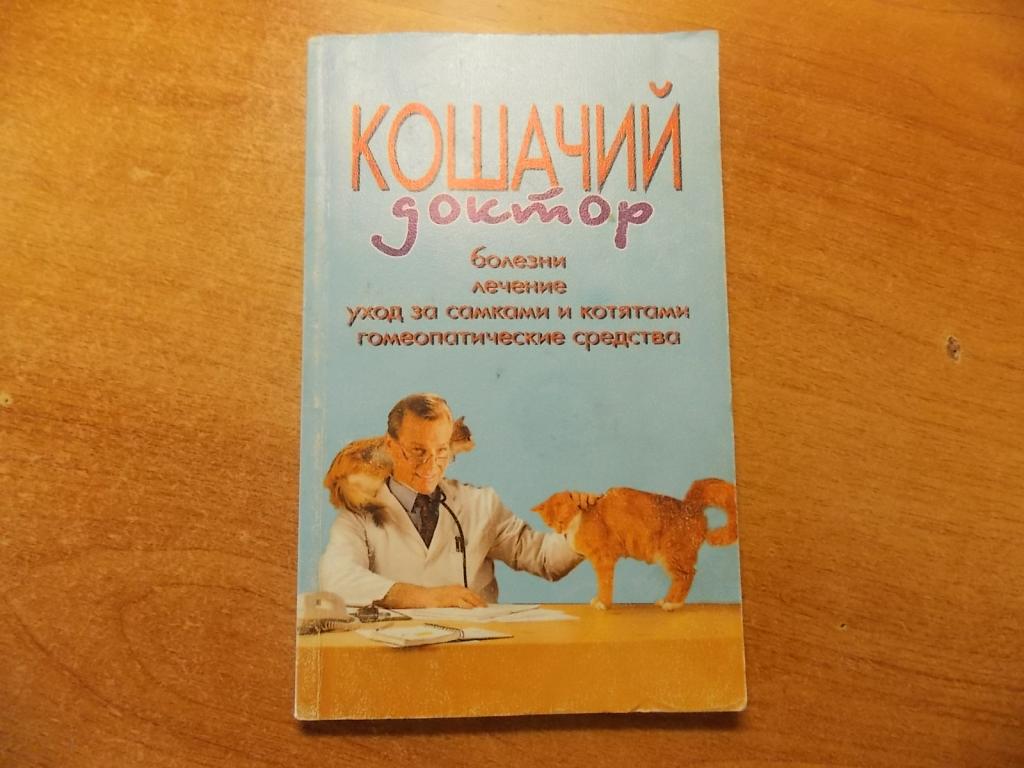 КОШАЧИЙ
доктор
болезни
лечение
уход за самками и котятами
гомеопатические средства